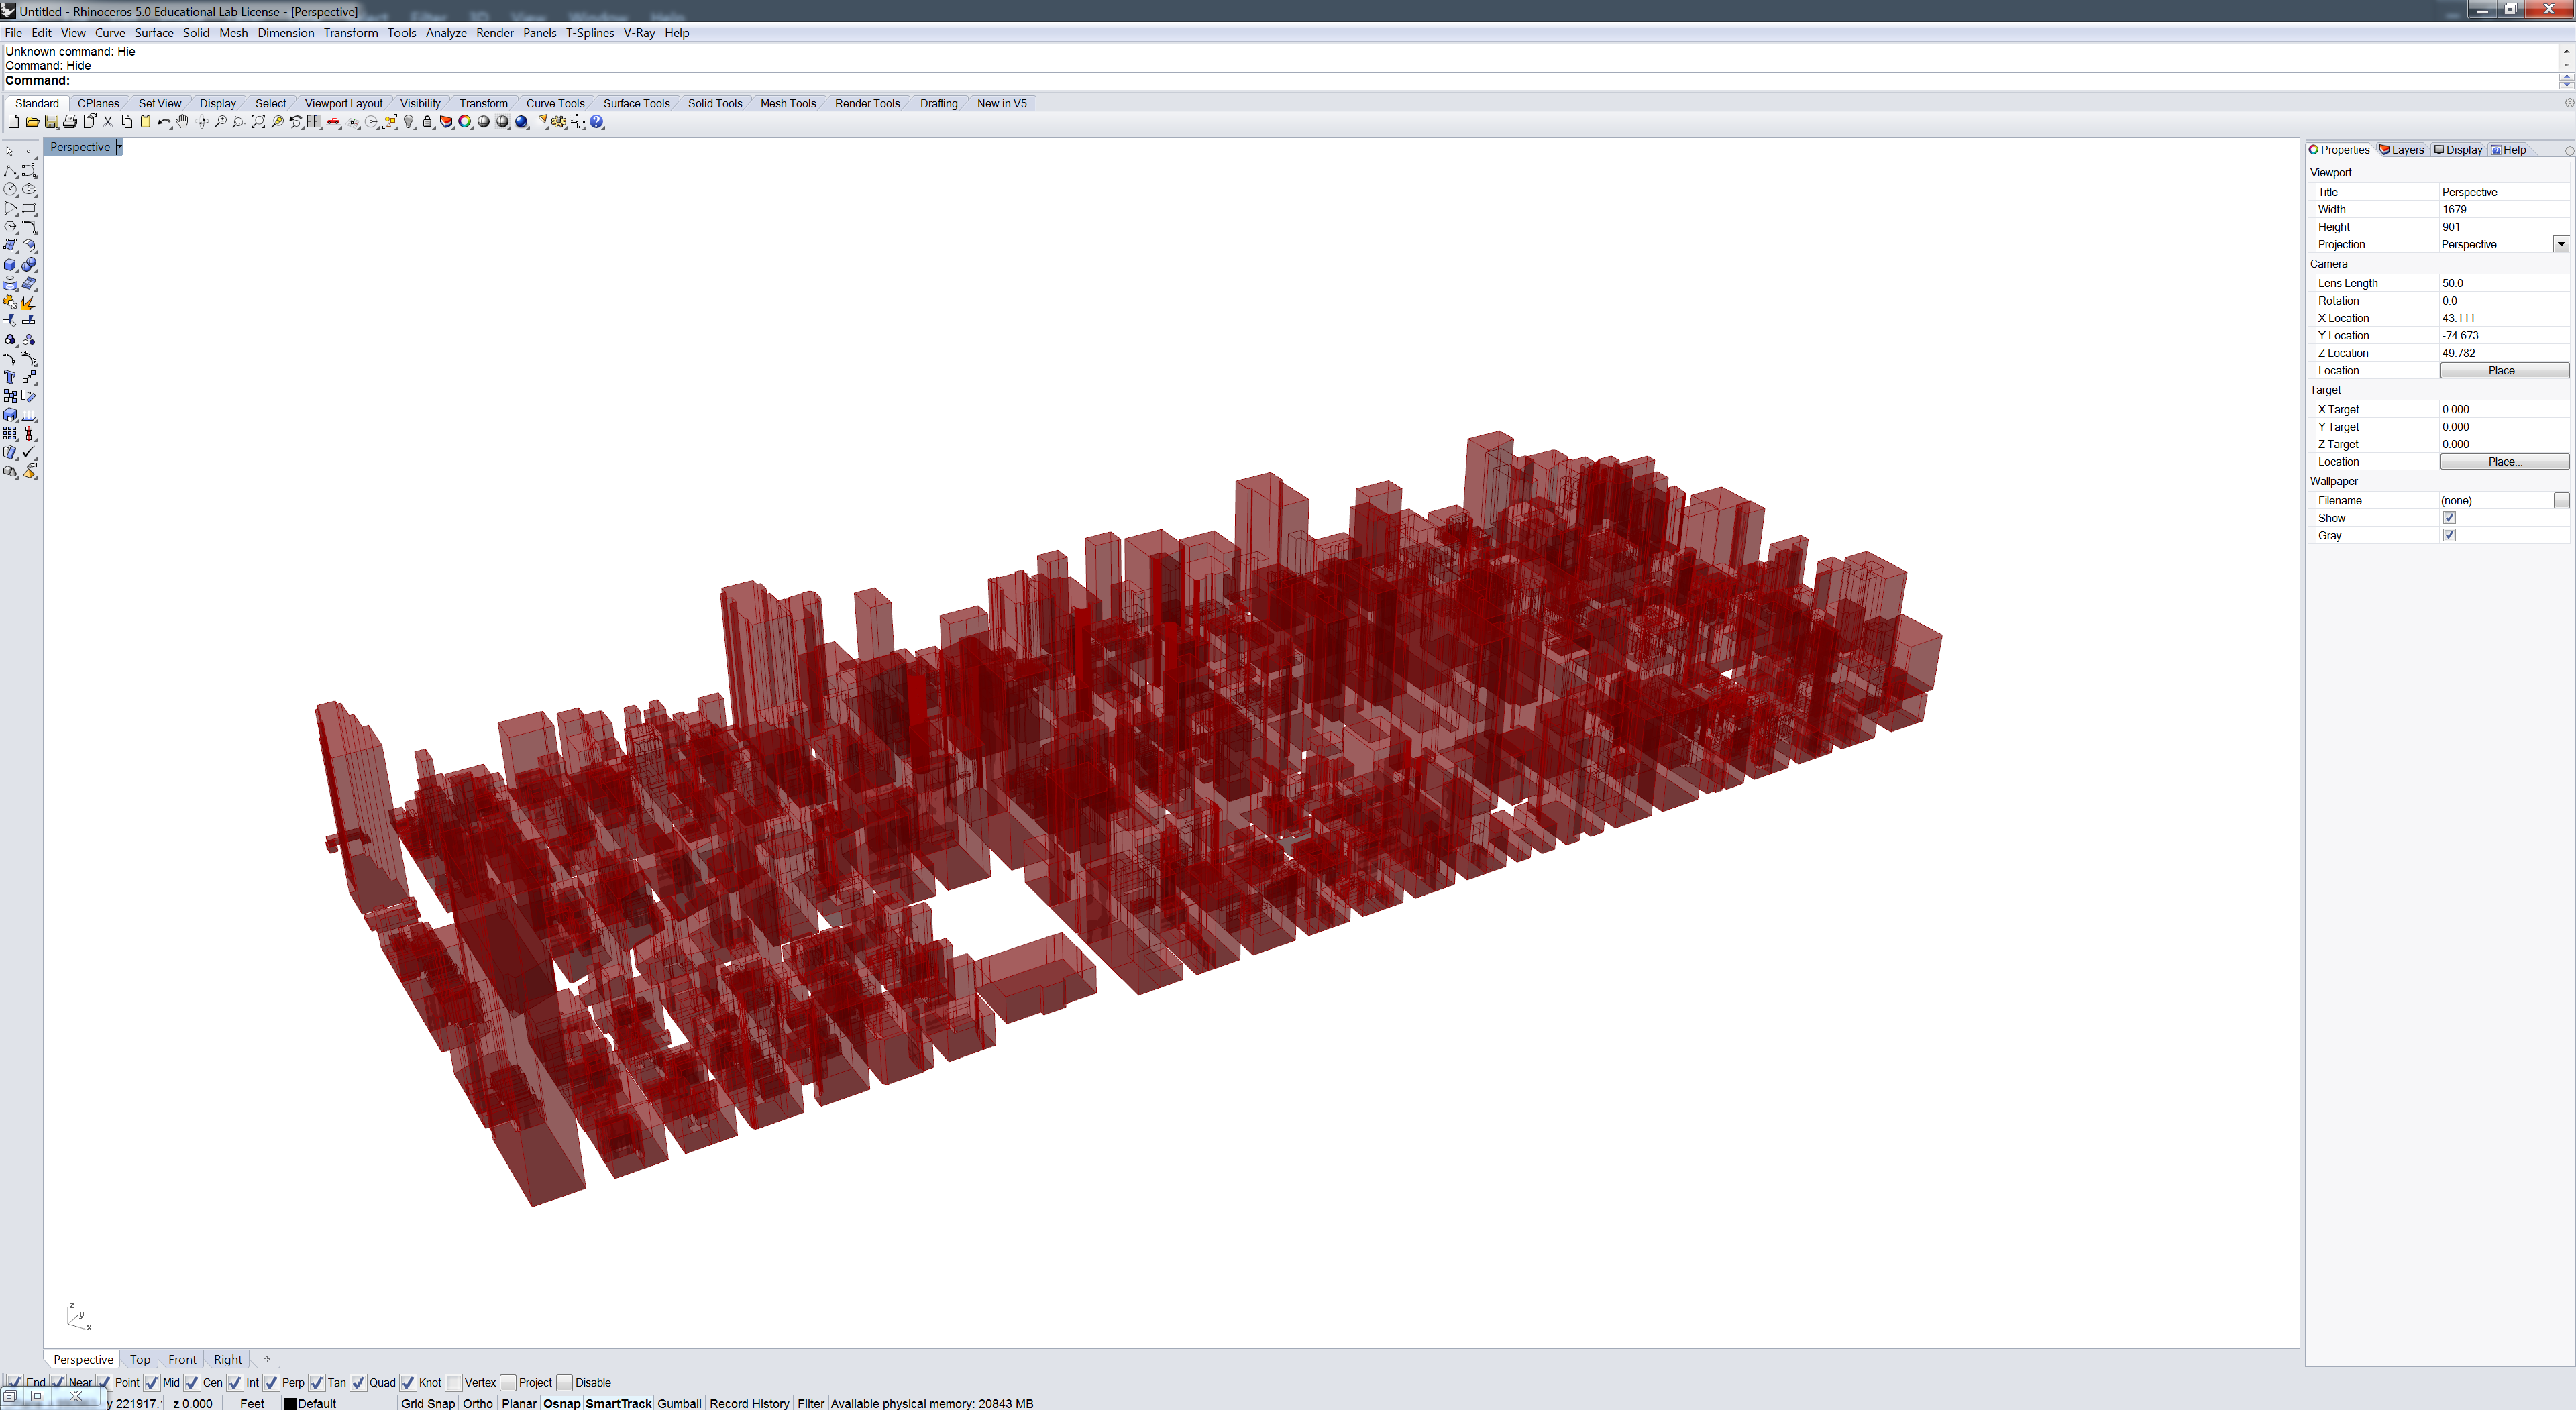 Untitled - Rhinoceros 5.0 Educational Lab License - [Perspective]
File Edit View Curve Surface Solid Mesh Dimension Transform Tools Analyze Render Panels T-Splines V-Ray Help
Unknown command: Hie
Command: Hide
Command:
Standard CPlanes Set View Display Select Viewport Layout Visibility Transform Curve Tools Surface Tools Solid Tools Mesh Tools Render Tools Drafting New in V5
Perspective
Properties Layers Display Help
Viewport
Title Perspective
Width 1679
Height 901
Projection Perspective
Camera
Lens Length 50.0
Rotation 0.0
X Location 43.111
Y Location -74.673
Z Location 49.782
Location Place...
Target
X Target 0.000
Y Target 0.000
Z Target 0.000
Location Place...
Wallpaper
Filename (none) ...
Show
Gray
z
y
x
Perspective Top Front Right
End Near Point Mid Cen Int Perp Tan Quad Knot Vertex Project Disable
y 221917. z 0.000 Feet Default Grid Snap Ortho Planar Osnap SmartTrack Gumball Record History Filter Available physical memory: 20843 MB